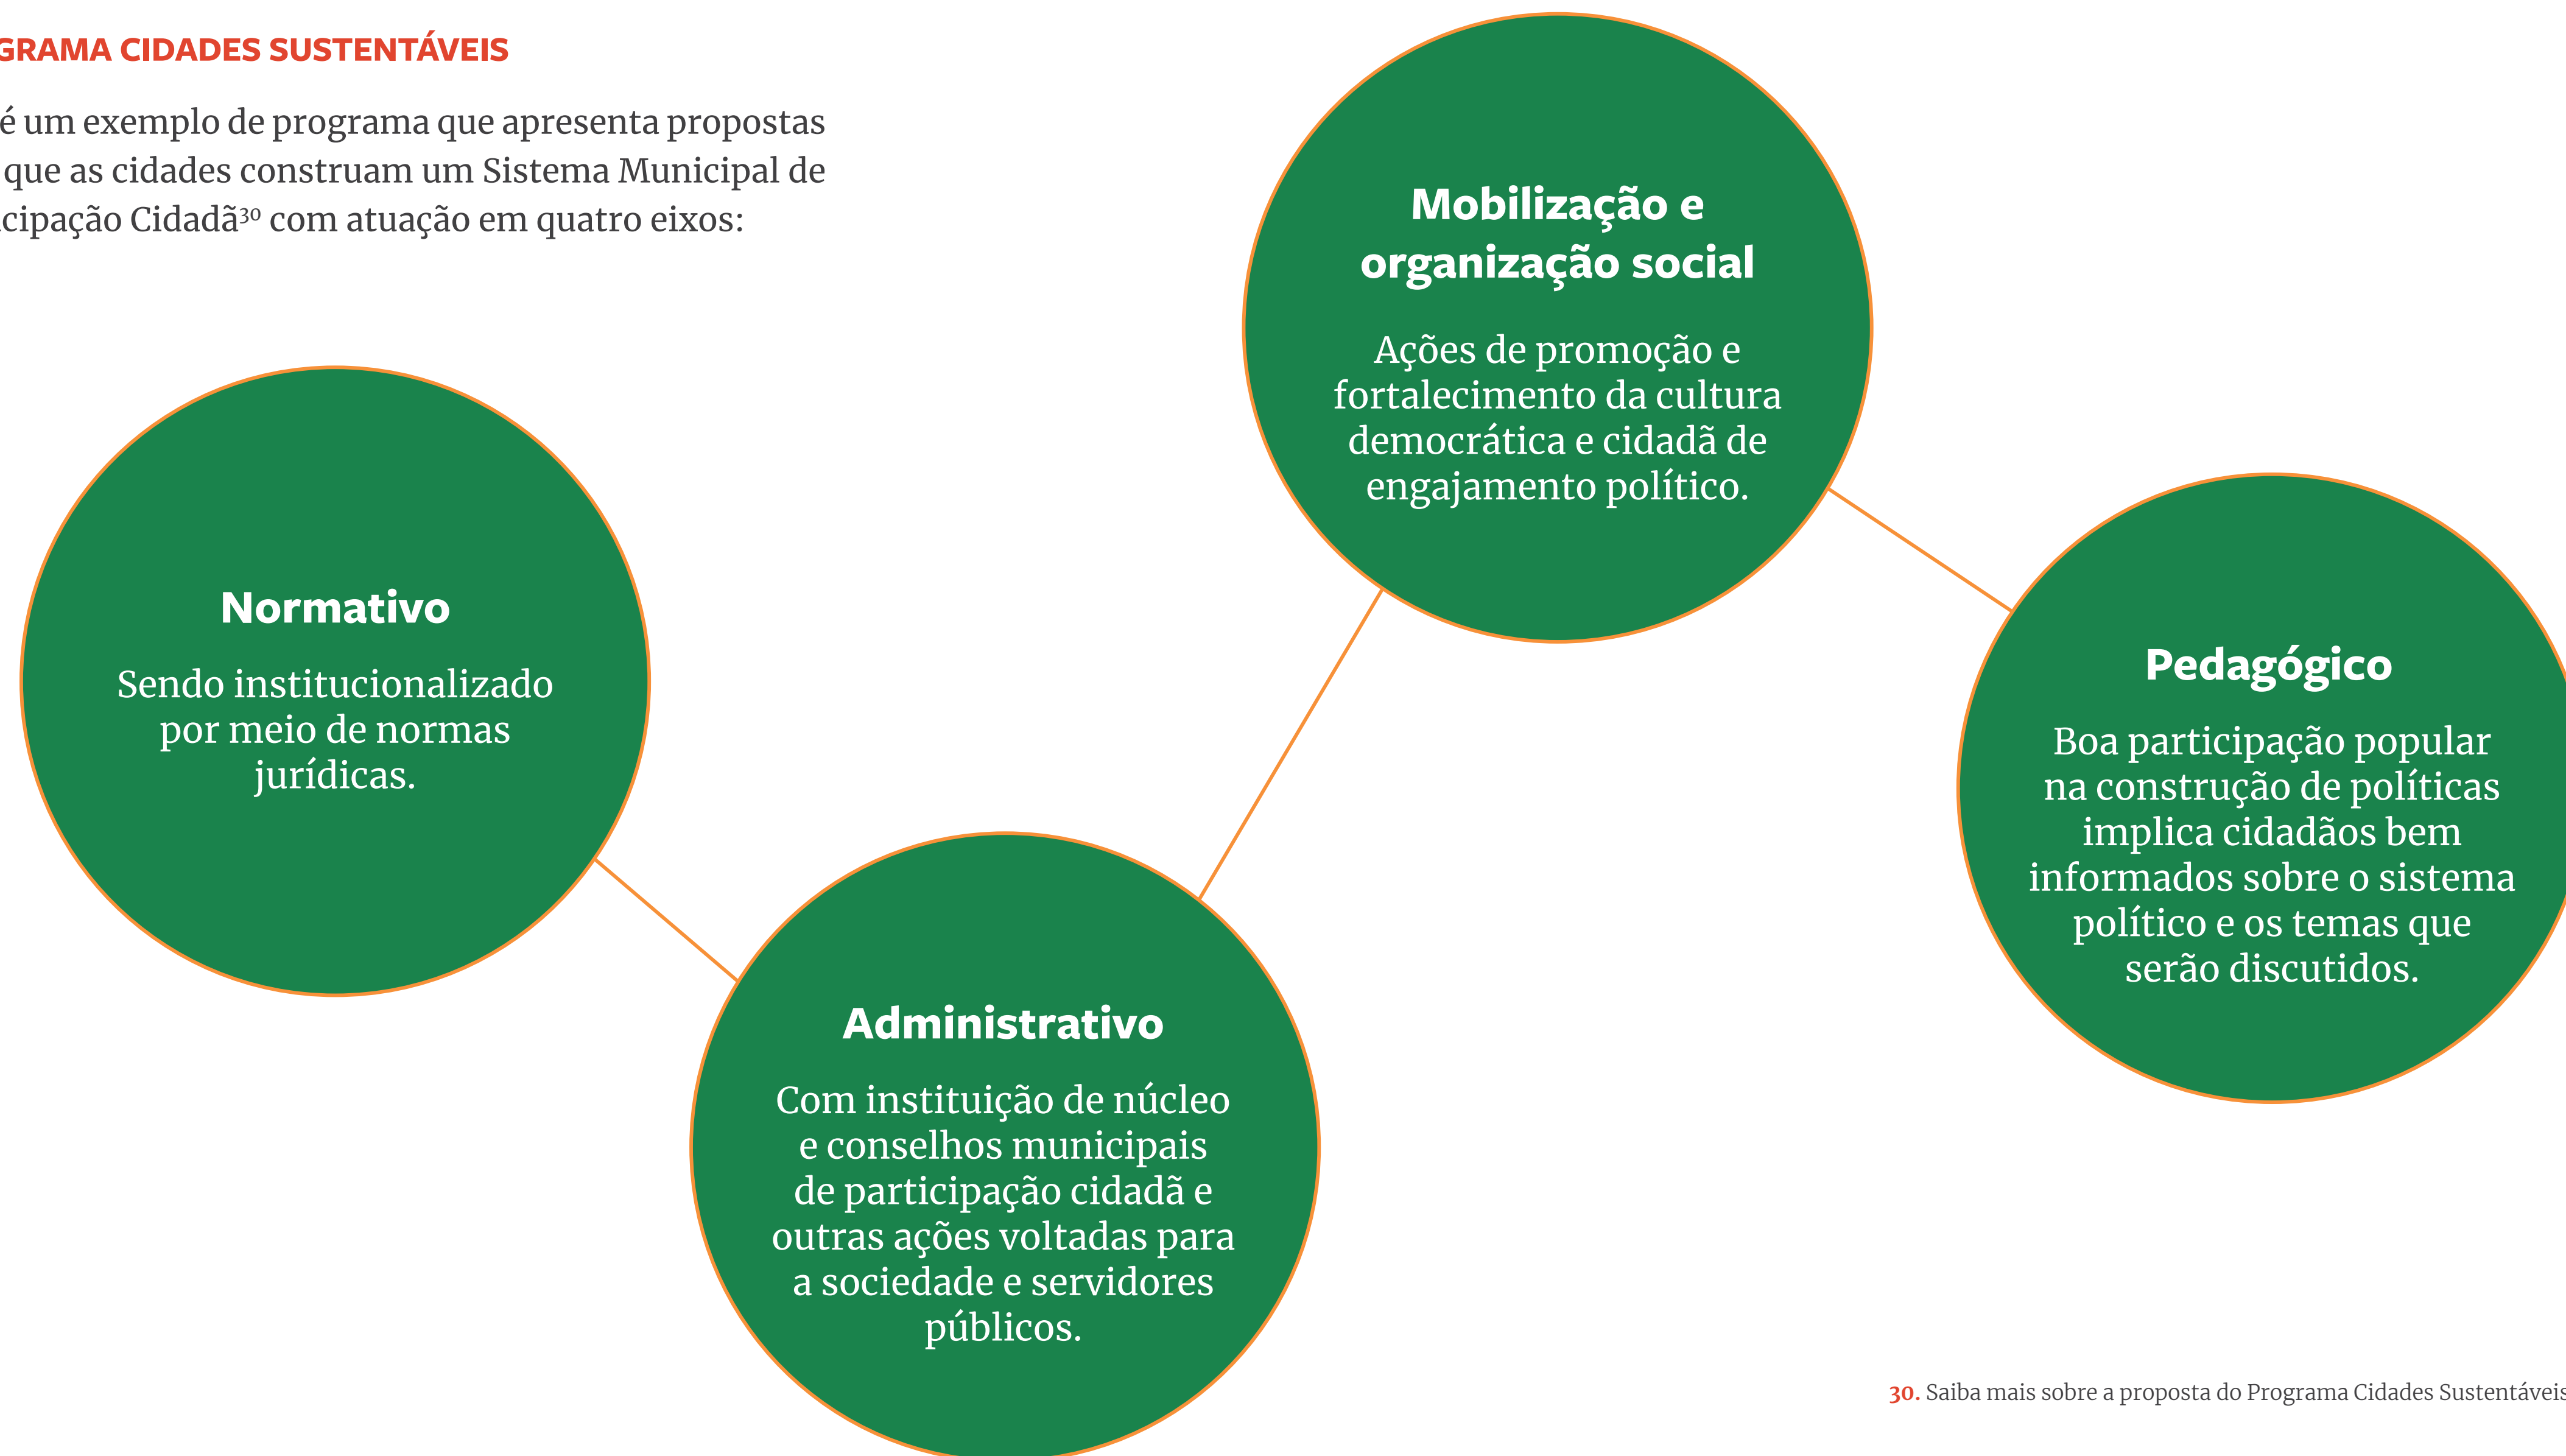 GRAMA CIDADES SUSTENTÁVEIS
é um exemplo de programa que apresenta propostas
que as cidades construam um Sistema Municipal de
cipação Cidadã³⁰ com atuação em quatro eixos:
Normativo
Sendo institucionalizado
por meio de normas
jurídicas.
Administrativo
Com instituição de núcleo
e conselhos municipais
de participação cidadã e
outras ações voltadas para
a sociedade e servidores
públicos.
Mobilização e
organização social
Ações de promoção e
fortalecimento da cultura
democrática e cidadã de
engajamento político.
Pedagógico
Boa participação popular
na construção de políticas
implica cidadãos bem
informados sobre o sistema
político e os temas que
serão discutidos.
30. Saiba mais sobre a proposta do Programa Cidades Sustentáveis